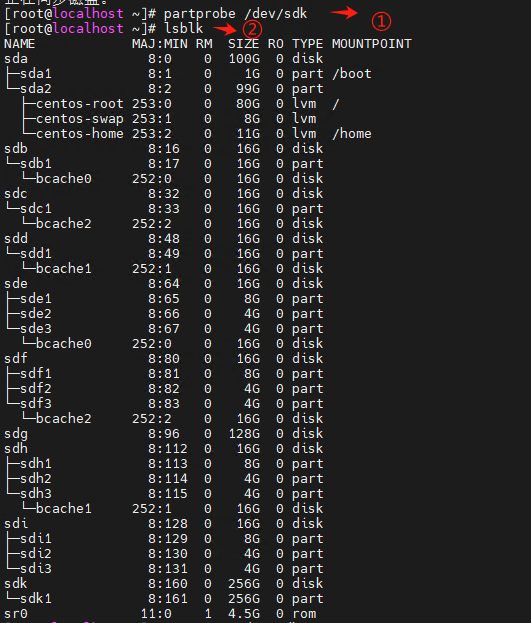 正在同步磁盘。
[root@localhost ~]# partprobe /dev/sdk ①
[root@localhost ~]# lsblk ②
NAME            MAJ:MIN RM  SIZE RO TYPE MOUNTPOINT
sda               8:0    0  100G  0 disk
├─sda1            8:1    0    1G  0 part /boot
└─sda2            8:2    0   99G  0 part
  ├─centos-root 253:0    0   80G  0 lvm  /
  ├─centos-swap 253:1    0    8G  0 lvm
  └─centos-home 253:2    0   11G  0 lvm  /home
sdb               8:16   0   16G  0 disk
└─sdb1            8:17   0   16G  0 part
  └─bcache0     252:0    0   16G  0 disk
sdc               8:32   0   16G  0 disk
└─sdc1            8:33   0   16G  0 part
  └─bcache2     252:2    0   16G  0 disk
sdd               8:48   0   16G  0 disk
└─sdd1            8:49   0   16G  0 part
  └─bcache1     252:1    0   16G  0 disk
sde               8:64   0   16G  0 disk
├─sde1            8:65   0    8G  0 part
├─sde2            8:66   0    4G  0 part
└─sde3            8:67   0    4G  0 part
  └─bcache0     252:0    0   16G  0 disk
sdf               8:80   0   16G  0 disk
├─sdf1            8:81   0    8G  0 part
├─sdf2            8:82   0    4G  0 part
└─sdf3            8:83   0    4G  0 part
  └─bcache2     252:2    0   16G  0 disk
sdg               8:96   0  128G  0 disk
sdh               8:112  0   16G  0 disk
├─sdh1            8:113  0    8G  0 part
├─sdh2            8:114  0    4G  0 part
└─sdh3            8:115  0    4G  0 part
  └─bcache1     252:1    0   16G  0 disk
sdi               8:128  0   16G  0 disk
├─sdi1            8:129  0    8G  0 part
├─sdi2            8:130  0    4G  0 part
└─sdi3            8:131  0    4G  0 part
sdk               8:160  0  256G  0 disk
└─sdk1            8:161  0  256G  0 part
sr0              11:0    1  4.5G  0 rom